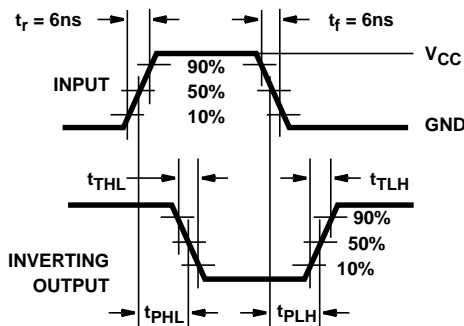 tr = 6ns
tf = 6ns
VCC
INPUT
90%
50%
10%
GND
tTHL
tTLH
90%
50%
10%
INVERTING
OUTPUT
tPHL
tPLH